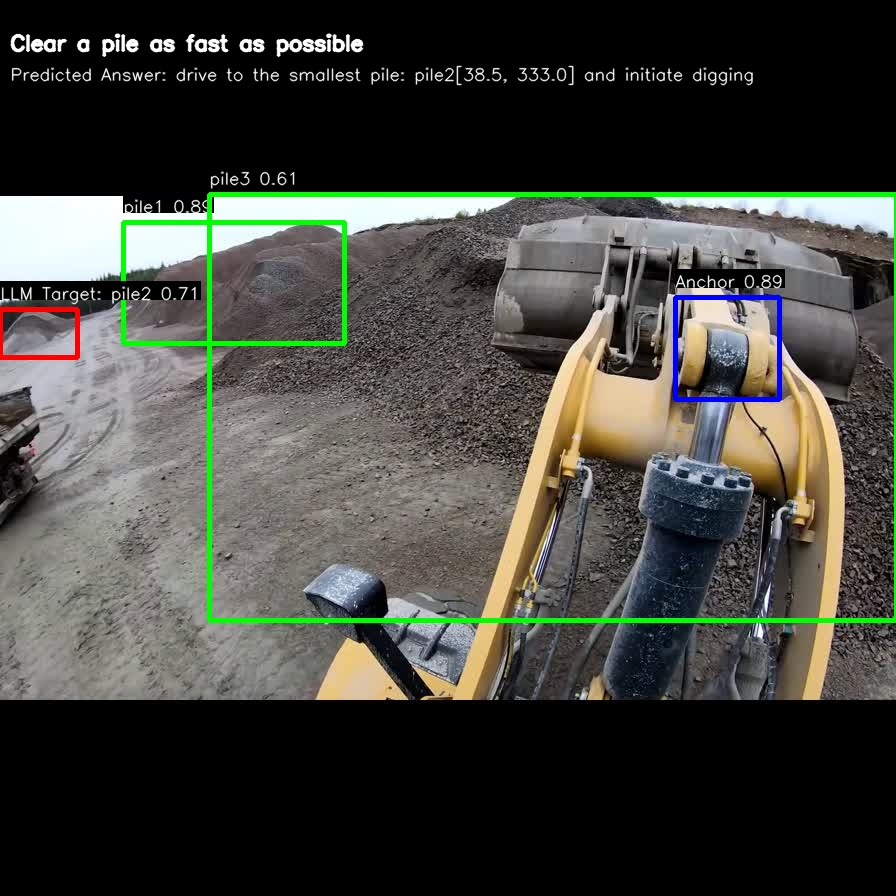 Clear a pile as fast as possible
Predicted Answer: drive to the smallest pile: pile2[38.5, 333.0] and initiate digging
pile3 0.61
pile1 0.89
Anchor 0.89
LLM Target: pile2 0.71